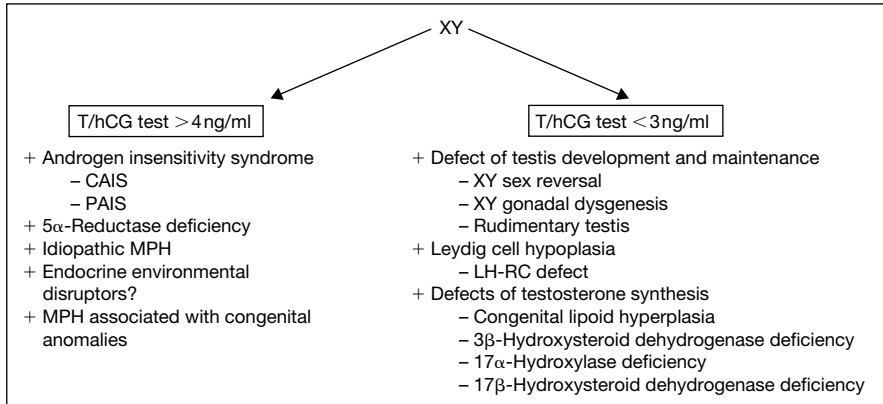 XY
T/hCG test > 4 ng/ml
+ Androgen insensitivity syndrome
– CAIS
– PAIS
+ 5α-Reductase deficiency
+ Idiopathic MPH
+ Endocrine environmental
disruptors?
+ MPH associated with congenital
anomalies
T/hCG test < 3 ng/ml
+ Defect of testis development and maintenance
– XY sex reversal
– XY gonadal dysgenesis
– Rudimentary testis
+ Leydig cell hypoplasia
– LH-RC defect
+ Defects of testosterone synthesis
– Congenital lipoid hyperplasia
– 3β-Hydroxysteroid dehydrogenase deficiency
– 17α-Hydroxylase deficiency
– 17β-Hydroxysteroid dehydrogenase deficiency